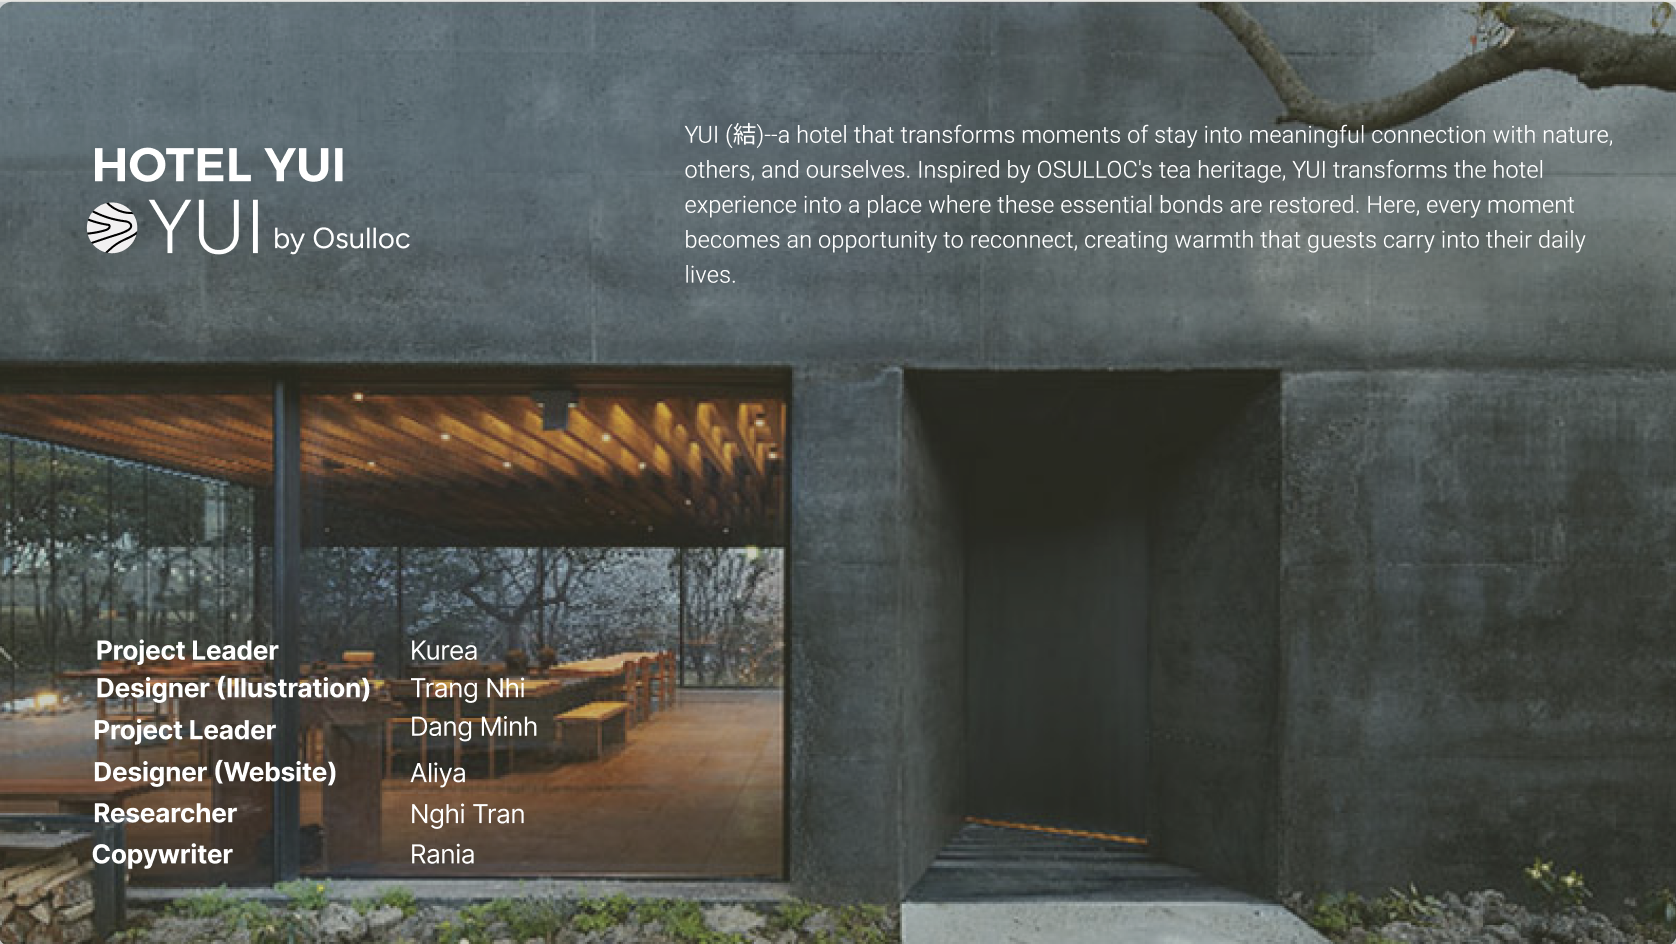 HOTEL YUI
YUI by Osulloc
YUI (結)--a hotel that transforms moments of stay into meaningful connection with nature,
others, and ourselves. Inspired by OSULLOC's tea heritage, YUI transforms the hotel
experience into a place where these essential bonds are restored. Here, every moment
becomes an opportunity to reconnect, creating warmth that guests carry into their daily
lives.
Project Leader Kurea
Designer (Illustration) Trang Nhi
Project Leader Dang Minh
Designer (Website) Aliya
Researcher Nghi Tran
Copywriter Rania